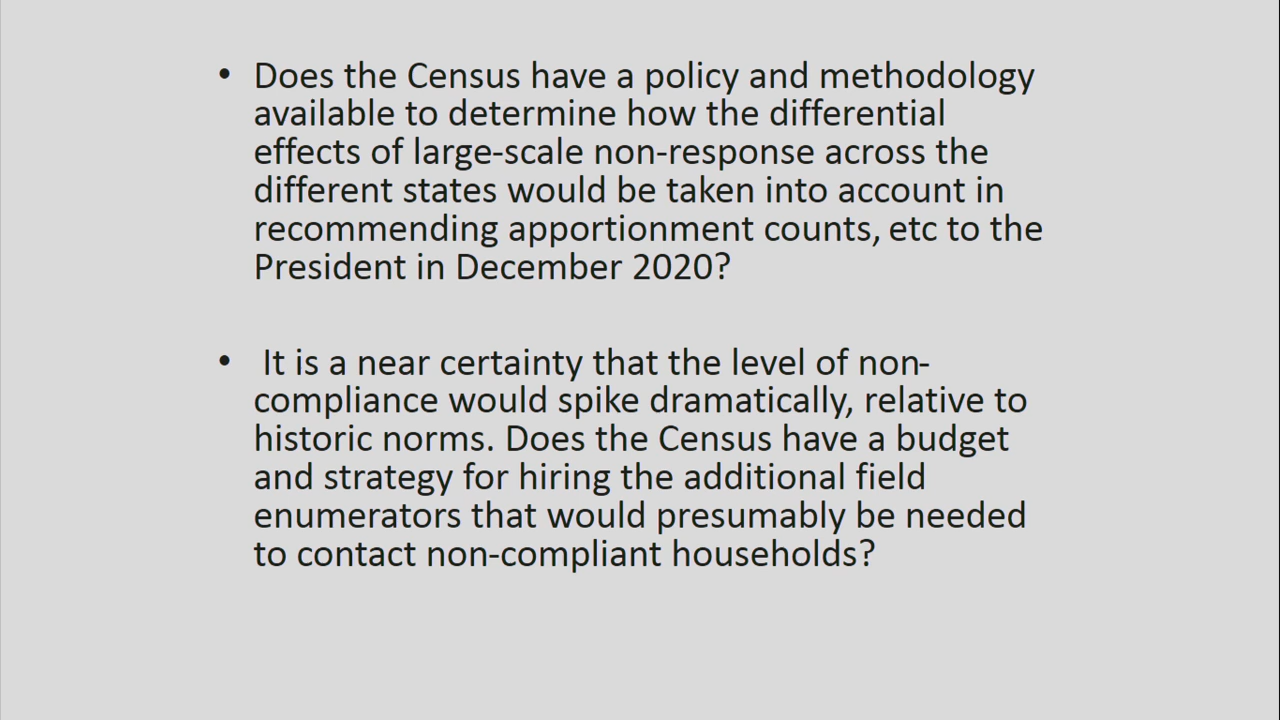 • Does the Census have a policy and methodology
available to determine how the differential
effects of large-scale non-response across the
different states would be taken into account in
recommending apportionment counts, etc to the
President in December 2020?
• It is a near certainty that the level of non-
compliance would spike dramatically, relative to
historic norms. Does the Census have a budget
and strategy for hiring the additional field
enumerators that would presumably be needed
to contact non-compliant households?